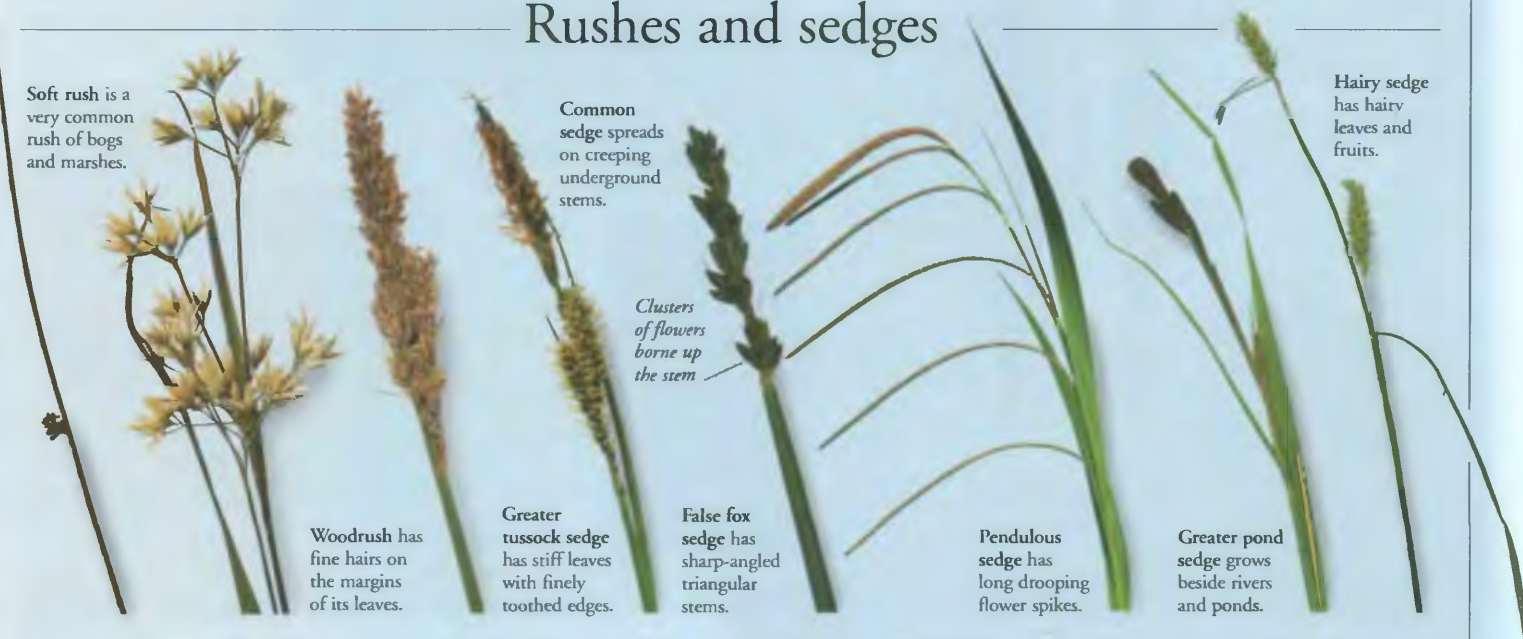 Rushes and sedges
Soft rush is a
very common
rush of bogs
and marshes.
Woodrush has
fine hairs on
the margins
of its leaves.
Greater
tussock sedge
has stiff leaves
with finely
toothed edges.
Common
sedge spreads
on creeping
underground
stems.
False fox
sedge has
sharp-angled
triangular
stems.
Clusters
of flowers
borne up
the stem
Pendulous
sedge has
long drooping
flower spikes.
Greater pond
sedge grows
beside rivers
and ponds.
Hairy sedge
has hairy
leaves and
fruits.